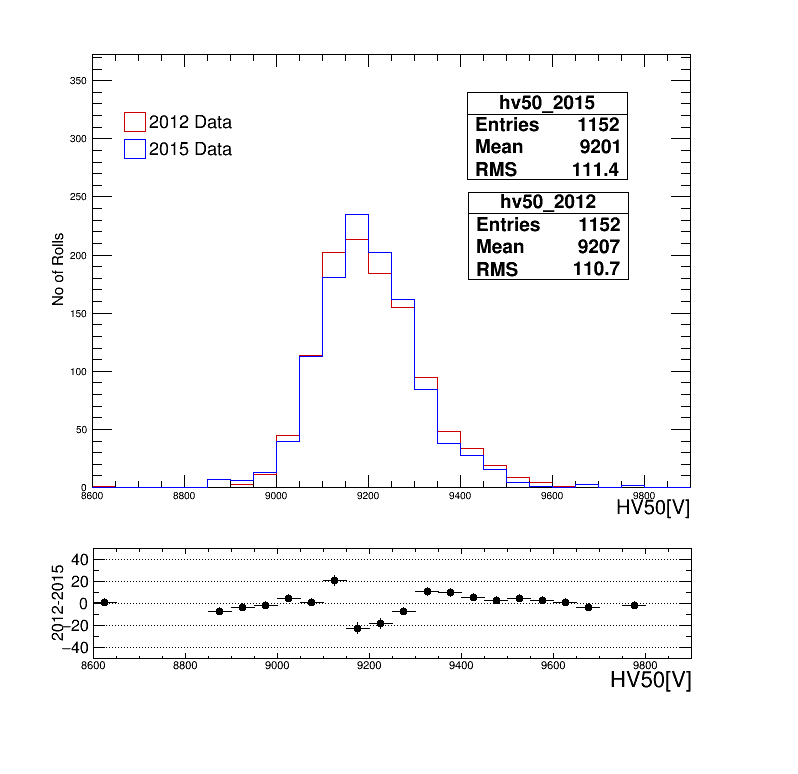 350
300
250
200
150
100
50
0
No of Rolls
2012 Data
2015 Data
hv50_2015
Entries 1152
Mean 9201
RMS 111.4
hv50_2012
Entries 1152
Mean 9207
RMS 110.7
8600 8800 9000 9200 9400 9600 9800
HV50[V]
40
20
0
−20
−40
2012-2015
8600 8800 9000 9200 9400 9600 9800
HV50[V]